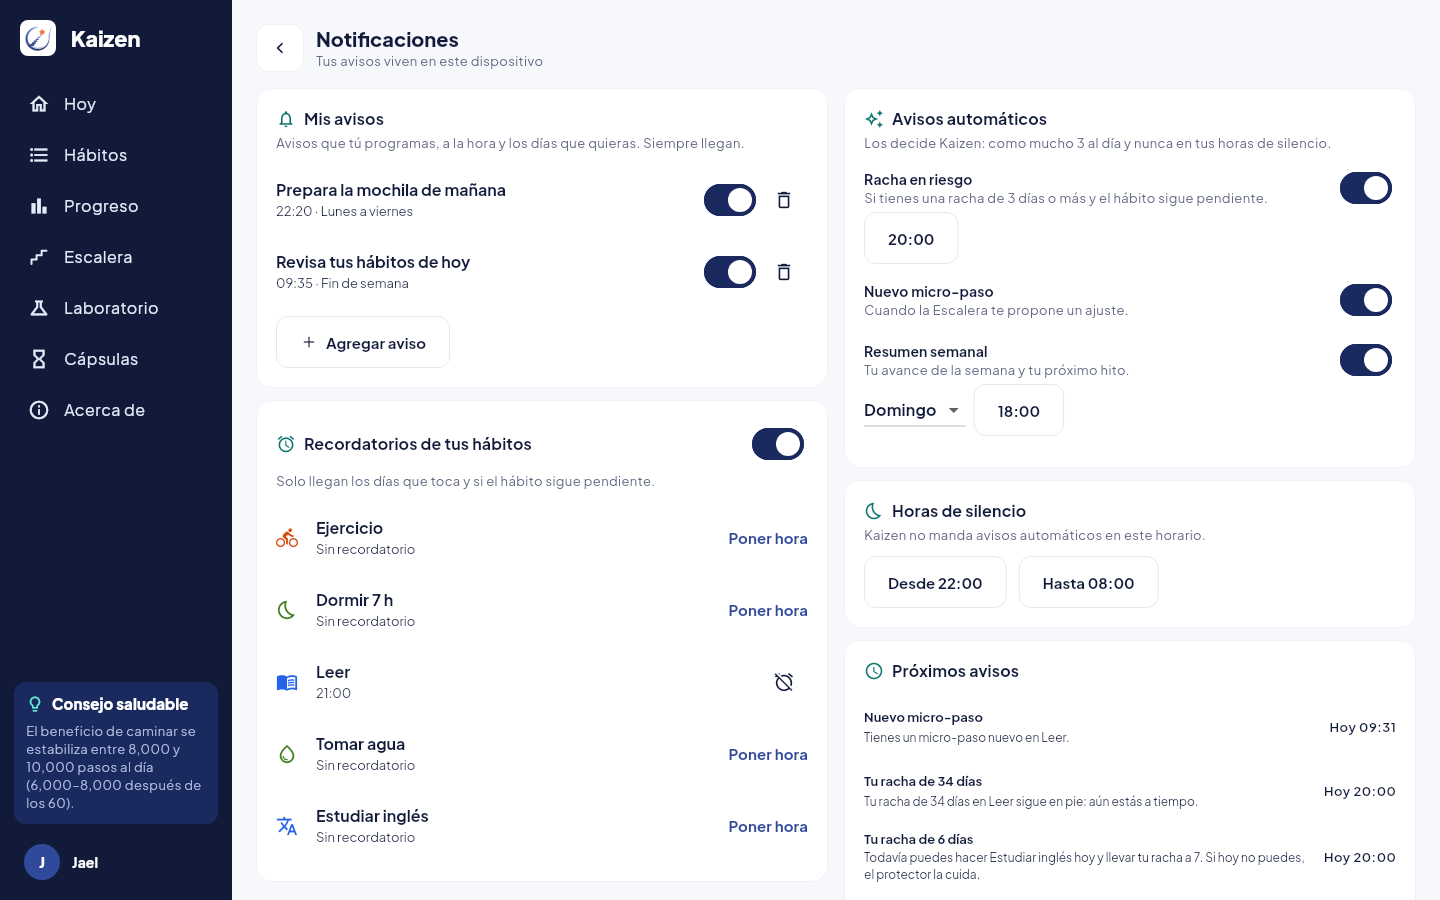 Kaizen
Hoy
Hábitos
Progreso
Escalera
Laboratorio
Cápsulas
Acerca de
Consejo saludable
El beneficio de caminar se
estabiliza entre 8,000 y
10,000 pasos al día
(6,000–8,000 después de
los 60).
J
Jael
Notificaciones
Tus avisos viven en este dispositivo
Mis avisos
Avisos que tú programas, a la hora y los días que quieras. Siempre llegan.
Prepara la mochila de mañana
22:20 · Lunes a viernes
Revisa tus hábitos de hoy
09:35 · Fin de semana
+ Agregar aviso
Recordatorios de tus hábitos
Solo llegan los días que toca y si el hábito sigue pendiente.
Ejercicio
Sin recordatorio
Poner hora
Dormir 7 h
Sin recordatorio
Poner hora
Leer
21:00
Tomar agua
Sin recordatorio
Poner hora
Estudiar inglés
Sin recordatorio
Poner hora
Avisos automáticos
Los decide Kaizen: como mucho 3 al día y nunca en tus horas de silencio.
Racha en riesgo
Si tienes una racha de 3 días o más y el hábito sigue pendiente.
20:00
Nuevo micro-paso
Cuando la Escalera te propone un ajuste.
Resumen semanal
Tu avance de la semana y tu próximo hito.
Domingo
18:00
Horas de silencio
Kaizen no manda avisos automáticos en este horario.
Desde 22:00
Hasta 08:00
Próximos avisos
Nuevo micro-paso
Tienes un micro-paso nuevo en Leer.
Hoy 09:31
Tu racha de 34 días
Tu racha de 34 días en Leer sigue en pie: aún estás a tiempo.
Hoy 20:00
Tu racha de 6 días
Todavía puedes hacer Estudiar inglés hoy y llevar tu racha a 7. Si hoy no puedes,
el protector la cuida.
Hoy 20:00